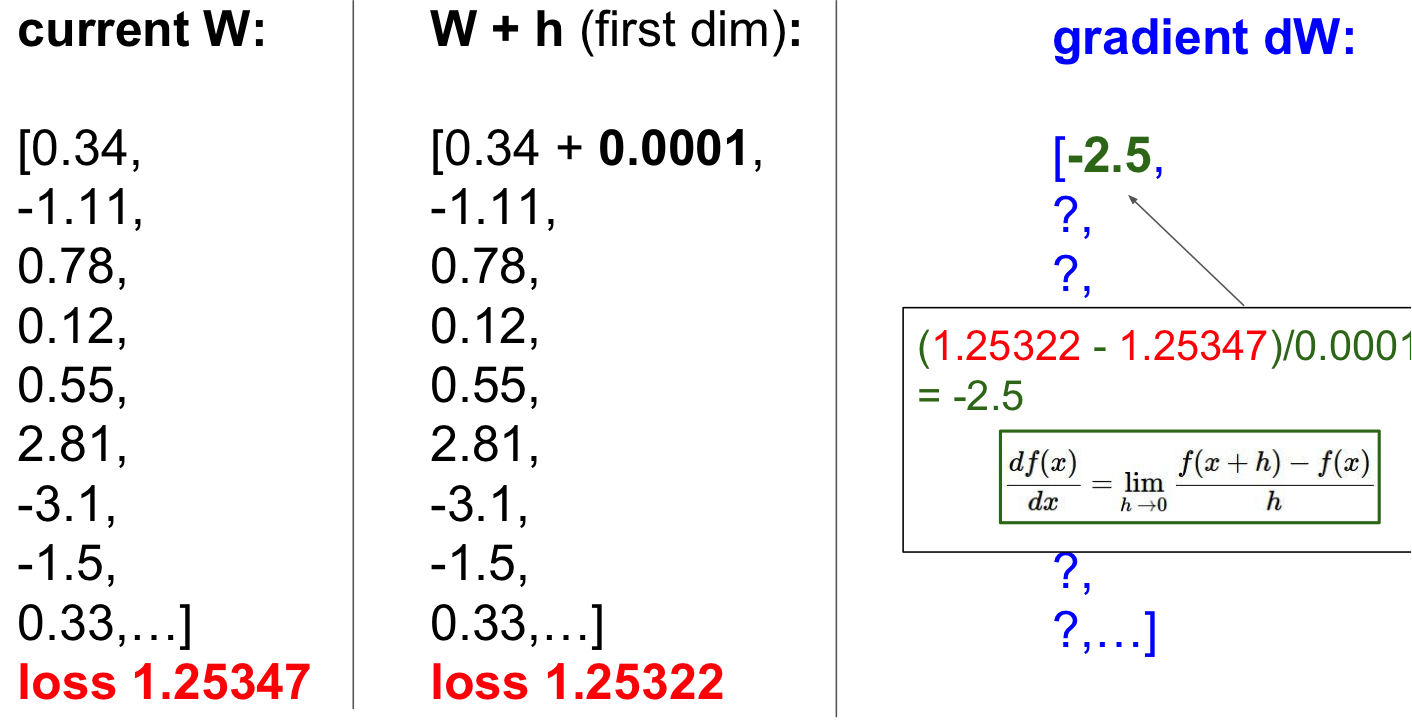 current W:
[0.34,
-1.11,
0.78,
0.12,
0.55,
2.81,
-3.1,
-1.5,
0.33,…]
loss 1.25347
W + h (first dim):
[0.34 + 0.0001,
-1.11,
0.78,
0.12,
0.55,
2.81,
-3.1,
-1.5,
0.33,…]
loss 1.25322
gradient dW:
[-2.5,
?,
?,
(1.25322 - 1.25347)/0.0001
= -2.5
df(x)/dx = lim h→0 f(x + h) − f(x)/h
?,
?,…]